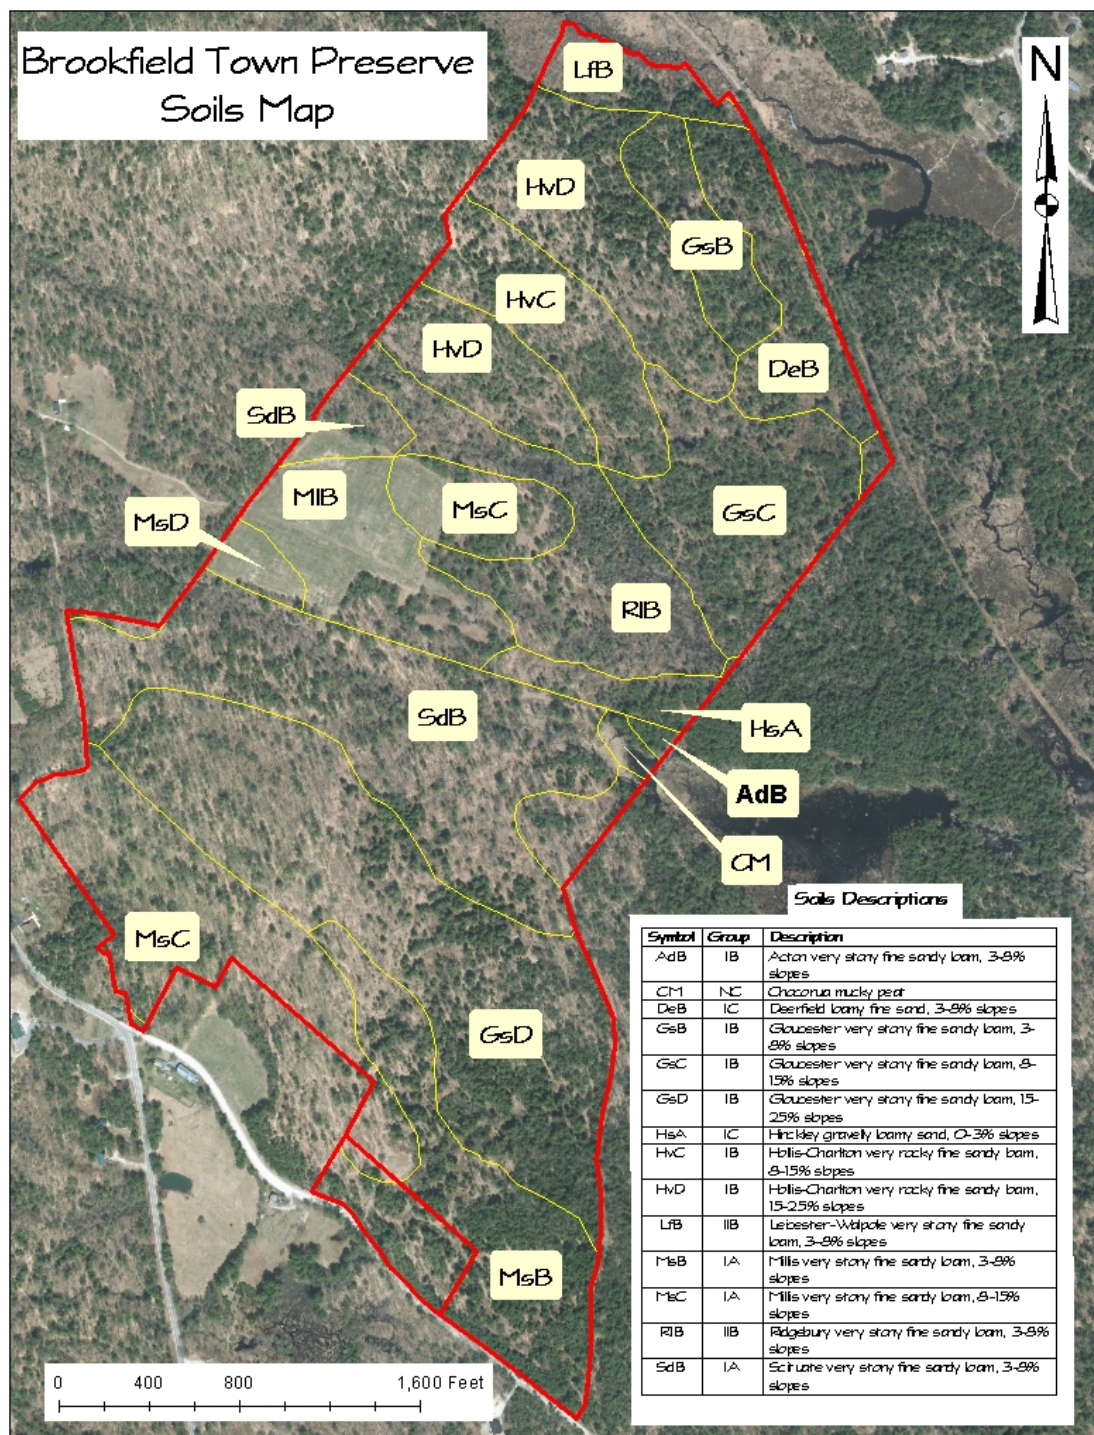 Brookfield Town Preserve
Soils Map
N
LfB
HvD
GsB
HvC
HvD
DeB
SdB
MlB
MsC
MsD
GsC
RlB
SdB
HsA
AdB
CM
MsC
GsD
MsB
Soils Descriptions
Symbol Group Description
AdB IB Acton very stony fine sandy loam, 3-8%
slopes
CM NC Chocorua mucky peat
DeB IC Deerfield loamy fine sand, 3-8% slopes
GsB IB Gloucester very stony fine sandy loam, 3-
8% slopes
GsC IB Gloucester very stony fine sandy loam, 8-
15% slopes
GsD IB Gloucester very stony fine sandy loam, 15-
25% slopes
HsA IC Hinckley gravelly loamy sand, 0-3% slopes
HvC IB Hollis-Charlton very rocky fine sandy loam,
8-15% slopes
HvD IB Hollis-Charlton very rocky fine sandy loam,
15-25% slopes
LfB IIB Leicester-Walpole very stony fine sandy
loam, 3-8% slopes
MsB IA Millis very stony fine sandy loam, 3-8%
slopes
MsC IA Millis very stony fine sandy loam, 8-15%
slopes
RlB IIB Ridgebury very stony fine sandy loam, 3-8%
slopes
SdB IA Scituate very stony fine sandy loam, 3-8%
slopes
0 400 800 1,600 Feet